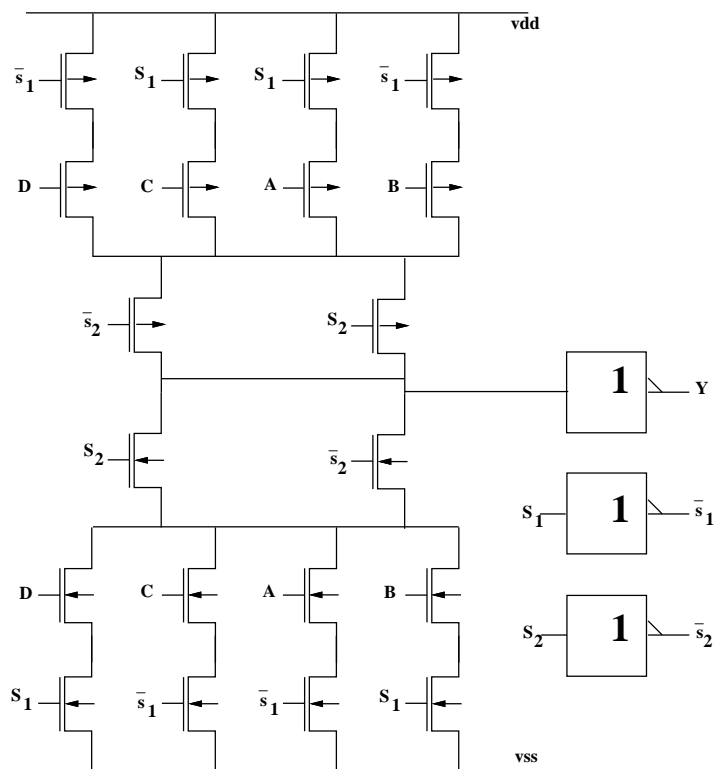 vdd
s̅1 S1 S1 s̅1
D C A B
s̅2 S2
1 Y
S2 s̅2
S1 1 s̅1
D C A B
S2 1 s̅2
S1 s̅1 s̅1 S1
vss